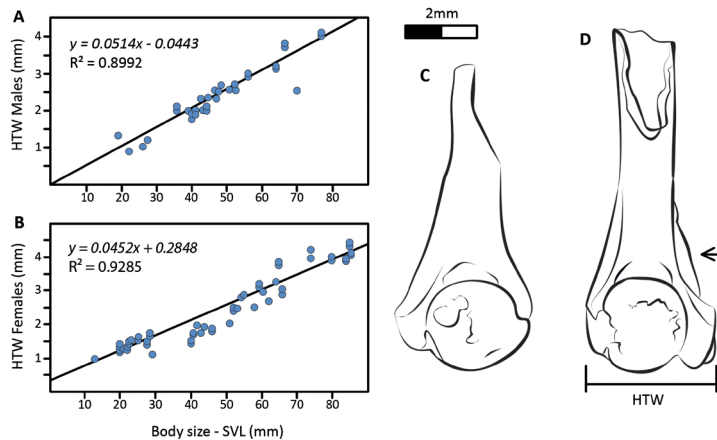 A
HTW Males (mm)
4
3
2
1
y = 0.0514x - 0.0443
R² = 0.8992
10 20 30 40 50 60 70 80
B
HTW Females (mm)
4
3
2
1
y = 0.0452x + 0.2848
R² = 0.9285
10 20 30 40 50 60 70 80
Body size - SVL (mm)
2mm
C
D
HTW